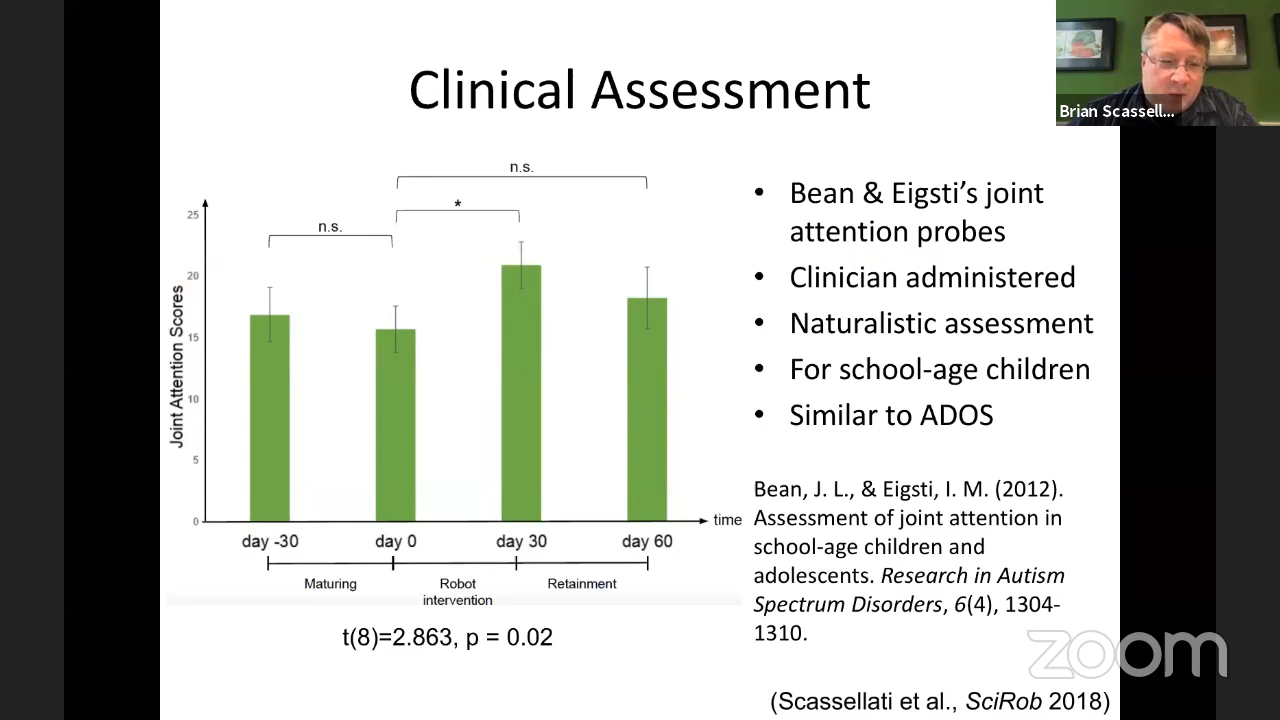 Clinical Assessment
Brian Scassell...
n.s.
*
n.s.
25
20
15
10
5
0
Joint Attention Scores
time
day -30
day 0
day 30
day 60
Maturing
Robot
intervention
Retainment
t(8)=2.863, p = 0.02
• Bean & Eigsti’s joint
attention probes
• Clinician administered
• Naturalistic assessment
• For school-age children
• Similar to ADOS
Bean, J. L., & Eigsti, I. M. (2012).
Assessment of joint attention in
school-age children and
adolescents. Research in Autism
Spectrum Disorders, 6(4), 1304-
1310.
zoom
(Scassellati et al., SciRob 2018)